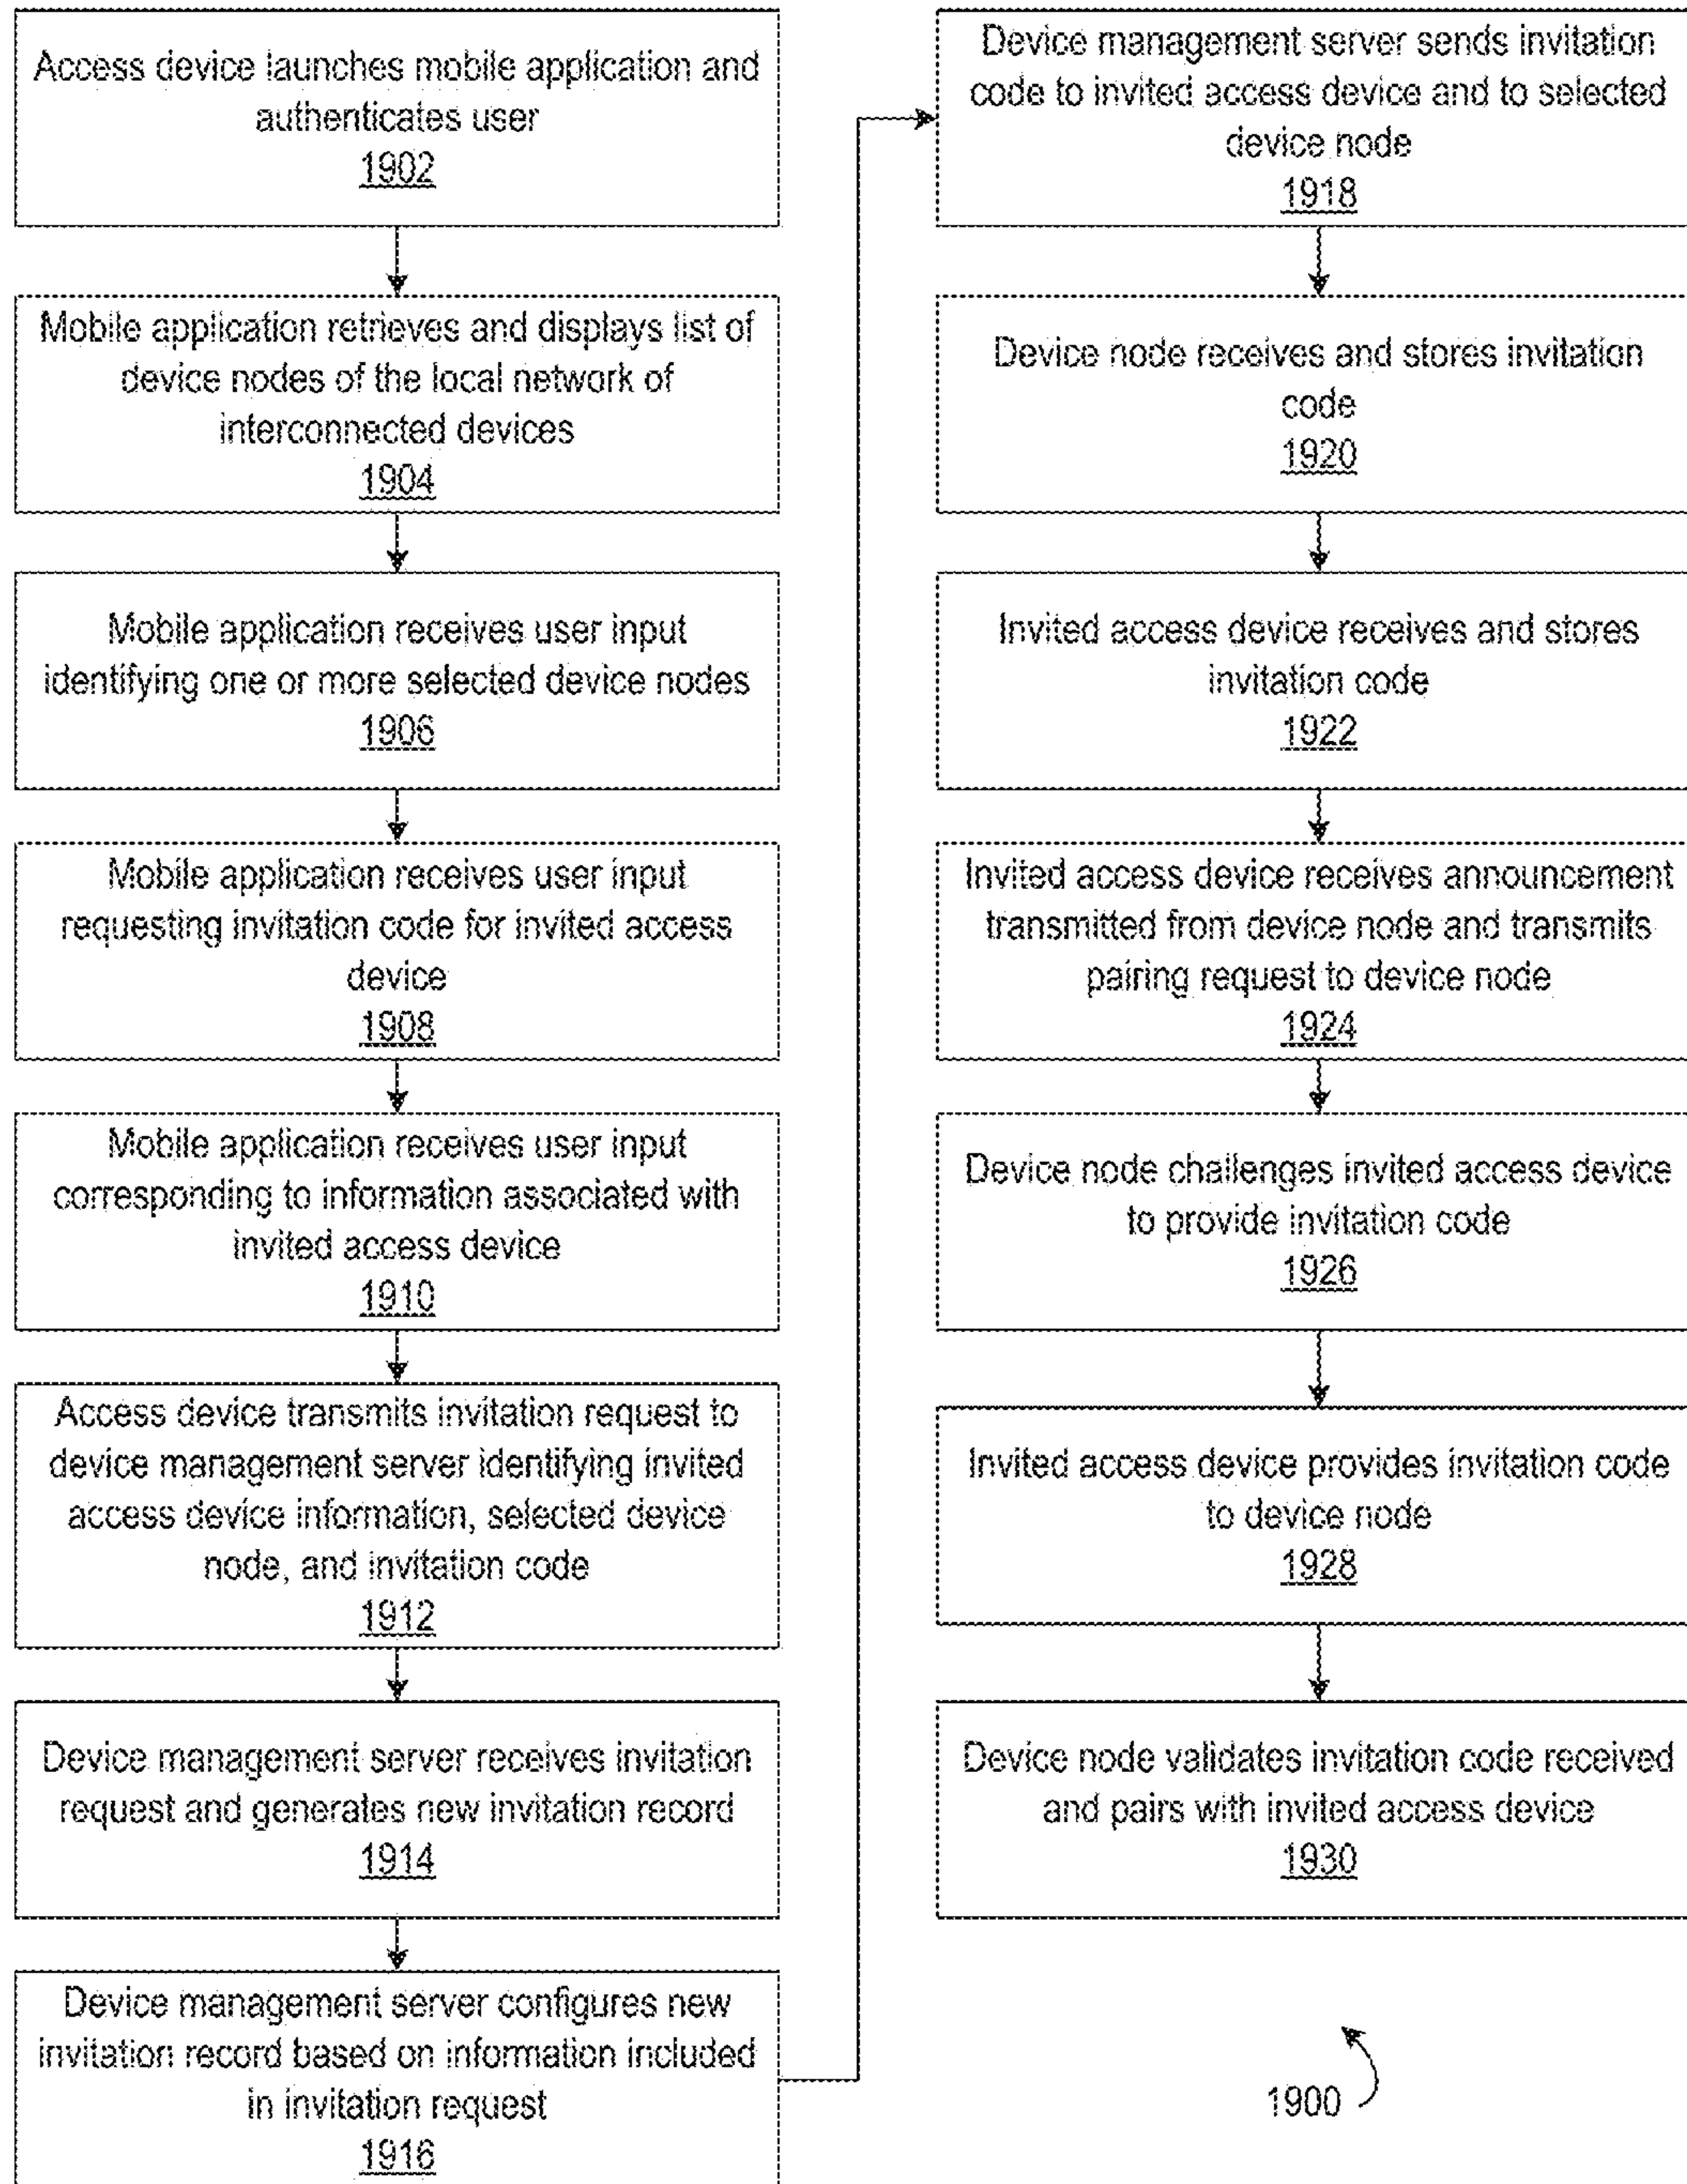 Access device launches mobile application and
authenticates user
1902
Mobile application retrieves and displays list of
device nodes of the local network of
interconnected devices
1904
Mobile application receives user input
identifying one or more selected device nodes
1906
Mobile application receives user input
requesting invitation code for invited access
device
1908
Mobile application receives user input
corresponding to information associated with
invited access device
1910
Access device transmits invitation request to
device management server identifying invited
access device information, selected device
node, and invitation code
1912
Device management server receives invitation
request and generates new invitation record
1914
Device management server configures new
invitation record based on information included
in invitation request
1916
Device management server sends invitation
code to invited access device and to selected
device node
1918
Device node receives and stores invitation
code
1920
Invited access device receives and stores
invitation code
1922
Invited access device receives announcement
transmitted from device node and transmits
pairing request to device node
1924
Device node challenges invited access device
to provide invitation code
1926
Invited access device provides invitation code
to device node
1928
Device node validates invitation code received
and pairs with invited access device
1930
1900